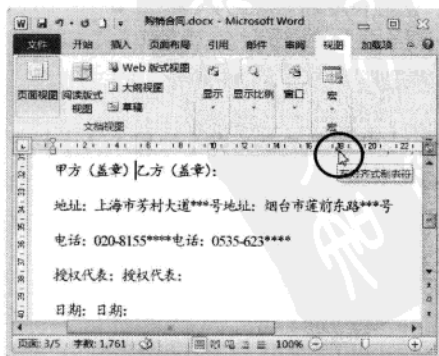 购销合同.docx - Microsoft Word
文件 开始 插入 页面布局 引用 邮件 审阅 视图 加载项
页面视图 阅读版式视图 Web 版式视图 大纲视图 草稿 显示 显示比例 窗口 宏
文档视图 宏
甲方（盖章）乙方（盖章）：
地址：上海市芳村大道***号地址：烟台市莲前东路***号
电话：020-8155****电话：0535-623****
授权代表：授权代表：
日期：日期：
页面: 3/5 字数: 1,761 100%